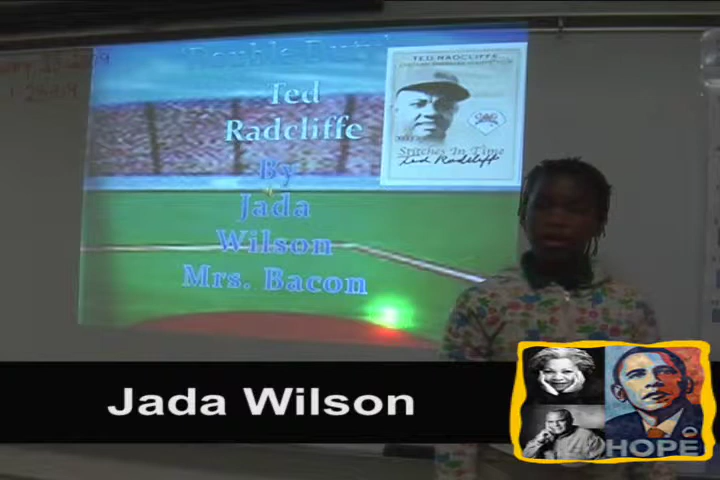 "Double Duty"
Ted
Radcliffe
By
Jada
Wilson
Mrs. Bacon
TED RADCLIFFE
Stitches In Time
Ted Radcliffe
Jada Wilson
HOPE